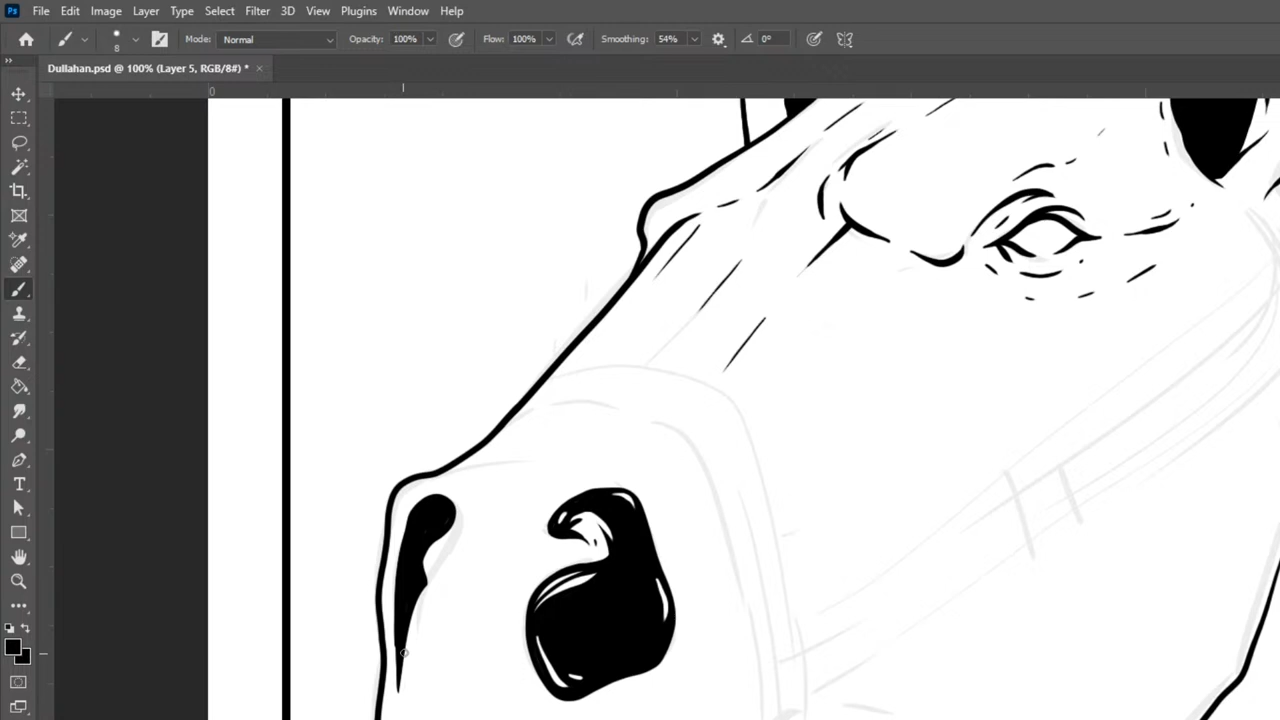 Ps File Edit Image Layer Type Select Filter 3D View Plugins Window Help
8 Mode: Normal Opacity: 100% Flow: 100% Smoothing: 54% 0°
Dullahan.psd @ 100% (Layer 5, RGB/8#) * ×
0